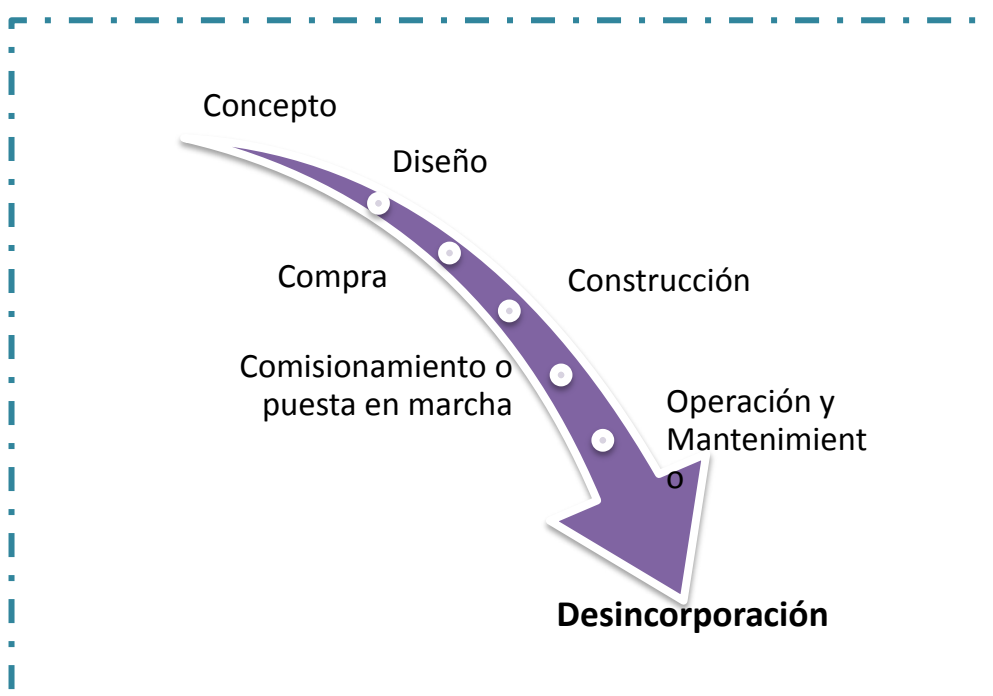 Concepto
Diseño
Compra
Construcción
Comisionamiento o
puesta en marcha
Operación y
Mantenimient
o
Desincorporación